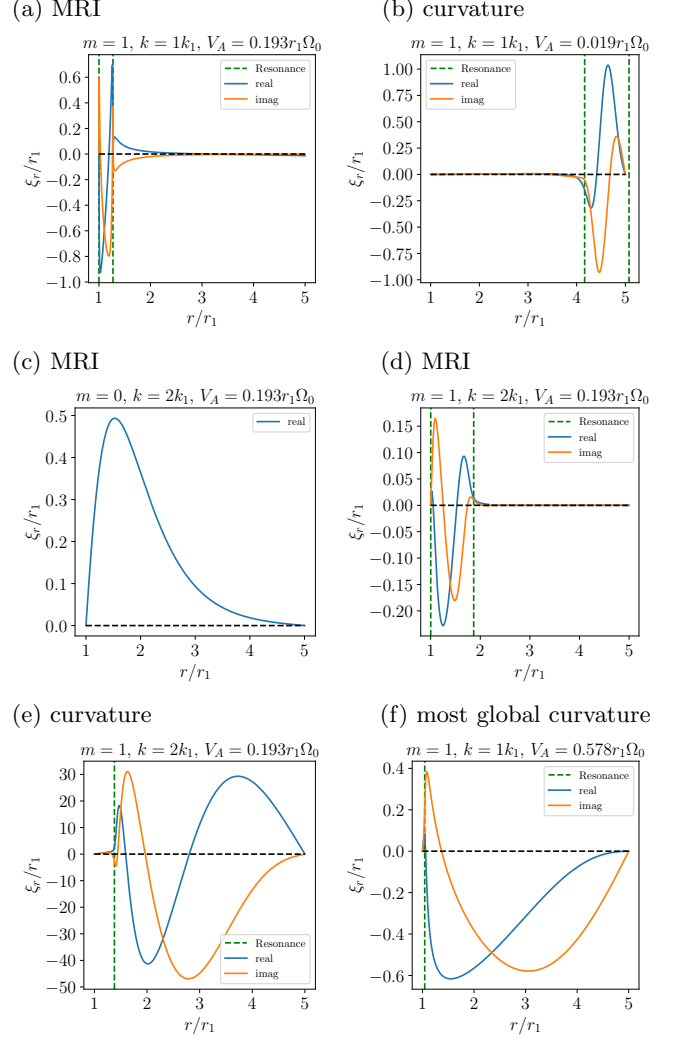 (a) MRI
m = 1, k = 1k₁, V_A = 0.193r₁Ω₀
Resonance
real
imag
0.6
0.4
0.2
0.0
−0.2
−0.4
−0.6
−0.8
−1.0
ξ_r/r₁
1 2 3 4 5
r/r₁
(b) curvature
m = 1, k = 1k₁, V_A = 0.019r₁Ω₀
Resonance
real
imag
1.00
0.75
0.50
0.25
0.00
−0.25
−0.50
−0.75
−1.00
ξ_r/r₁
1 2 3 4 5
r/r₁
(c) MRI
m = 0, k = 2k₁, V_A = 0.193r₁Ω₀
real
0.5
0.4
0.3
0.2
0.1
0.0
ξ_r/r₁
1 2 3 4 5
r/r₁
(d) MRI
m = 1, k = 2k₁, V_A = 0.193r₁Ω₀
Resonance
real
imag
0.15
0.10
0.05
0.00
−0.05
−0.10
−0.15
−0.20
ξ_r/r₁
1 2 3 4 5
r/r₁
(e) curvature
m = 1, k = 2k₁, V_A = 0.193r₁Ω₀
30
20
10
0
−10
−20
−30
−40
−50
ξ_r/r₁
Resonance
real
imag
1 2 3 4 5
r/r₁
(f) most global curvature
m = 1, k = 1k₁, V_A = 0.578r₁Ω₀
Resonance
real
imag
0.4
0.2
0.0
−0.2
−0.4
−0.6
ξ_r/r₁
1 2 3 4 5
r/r₁